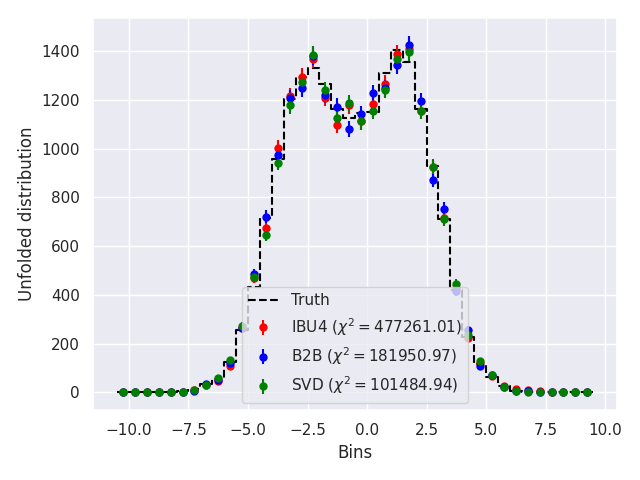 1400
1200
1000
800
600
400
200
0
Unfolded distribution
Truth
IBU4 (χ² = 477261.01)
B2B (χ² = 181950.97)
SVD (χ² = 101484.94)
−10.0 −7.5 −5.0 −2.5 0.0 2.5 5.0 7.5 10.0
Bins